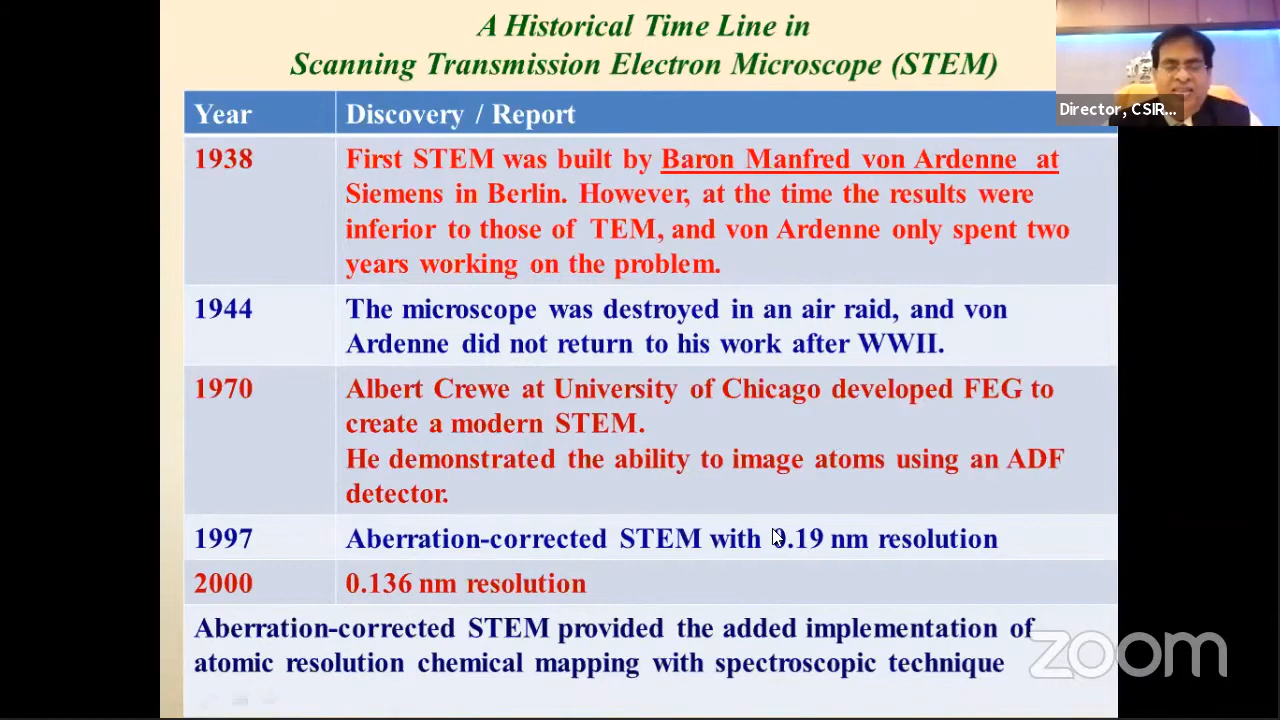 A Historical Time Line in
Scanning Transmission Electron Microscope (STEM)
Director, CSIR...
Year Discovery / Report
1938 First STEM was built by Baron Manfred von Ardenne at
Siemens in Berlin. However, at the time the results were
inferior to those of TEM, and von Ardenne only spent two
years working on the problem.
1944 The microscope was destroyed in an air raid, and von
Ardenne did not return to his work after WWII.
1970 Albert Crewe at University of Chicago developed FEG to
create a modern STEM.
He demonstrated the ability to image atoms using an ADF
detector.
1997 Aberration-corrected STEM with 0.19 nm resolution
2000 0.136 nm resolution
Aberration-corrected STEM provided the added implementation of
atomic resolution chemical mapping with spectroscopic technique
zoom